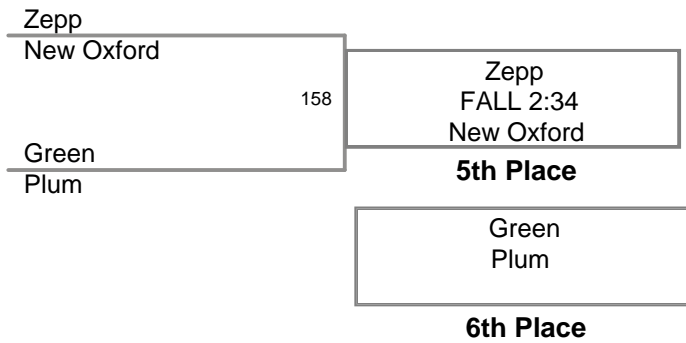 Zepp
New Oxford
158
Green
Plum
Zepp
FALL 2:34
New Oxford
5th Place
Green
Plum
6th Place